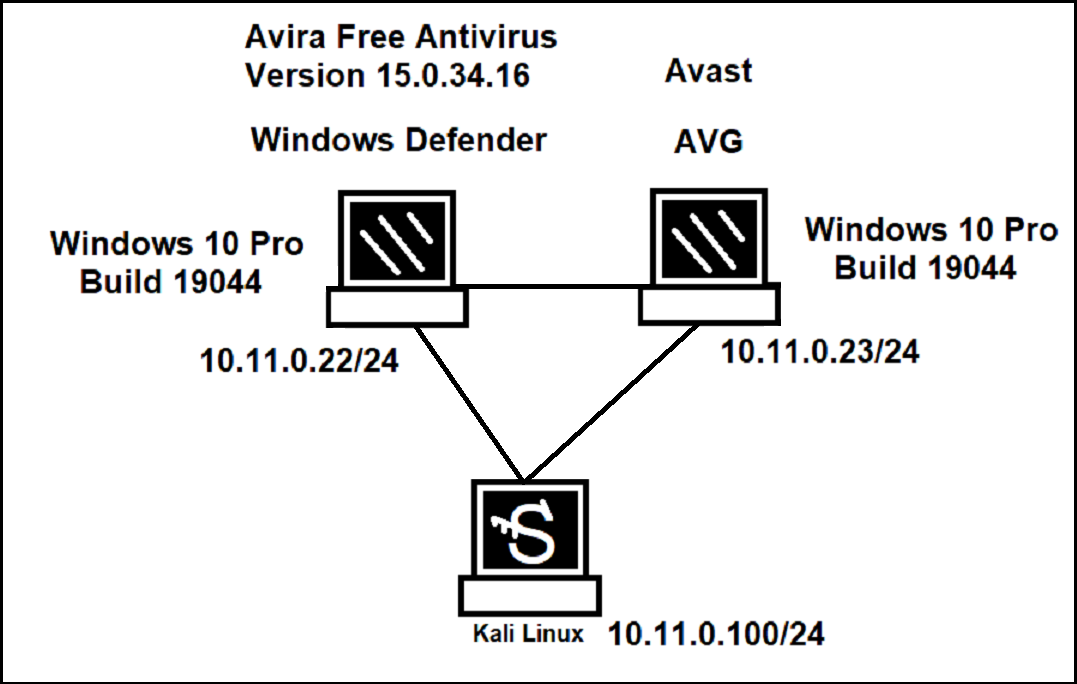 Avira Free Antivirus
Version 15.0.34.16
Avast
Windows Defender
AVG
Windows 10 Pro
Build 19044
Windows 10 Pro
Build 19044
10.11.0.22/24
10.11.0.23/24
S
Kali Linux
10.11.0.100/24